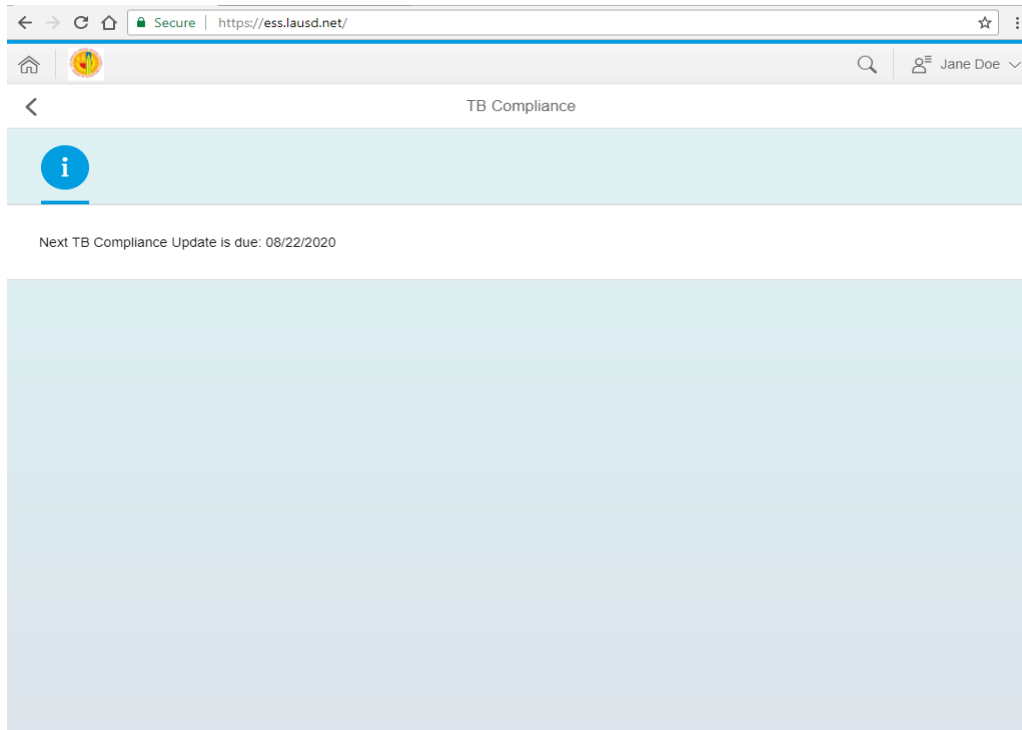 Secure | https://ess.lausd.net/
Jane Doe
TB Compliance
i
Next TB Compliance Update is due: 08/22/2020